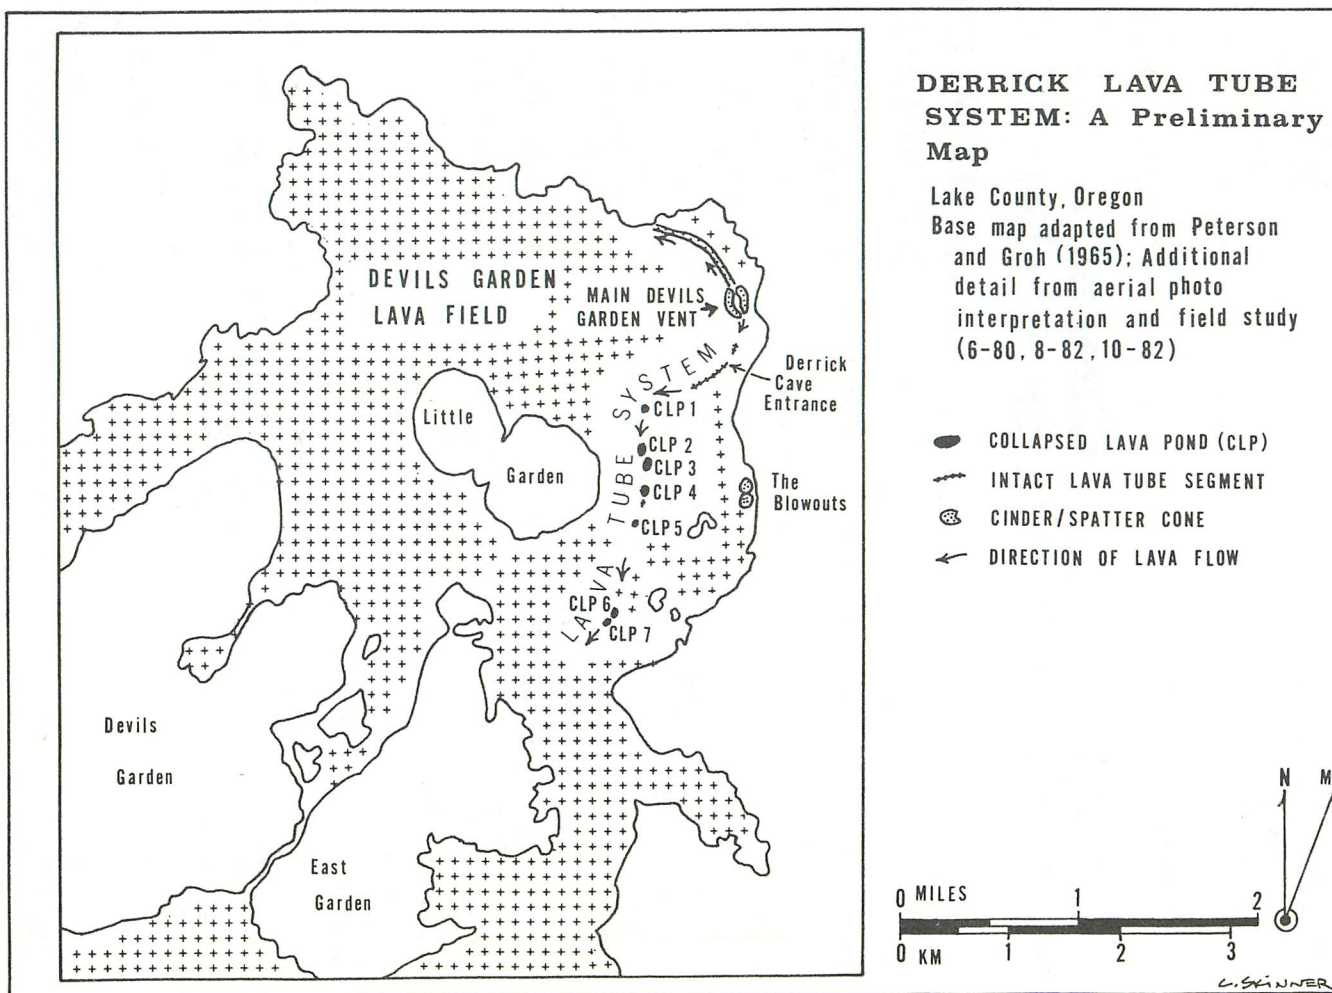 DERRICK LAVA TUBE
SYSTEM: A Preliminary
Map
Lake County, Oregon
Base map adapted from Peterson
and Groh (1965); Additional
detail from aerial photo
interpretation and field study
(6-80, 8-82, 10-82)
COLLAPSED LAVA POND (CLP)
INTACT LAVA TUBE SEGMENT
CINDER/SPATTER CONE
DIRECTION OF LAVA FLOW
DEVILS GARDEN
LAVA FIELD
MAIN DEVILS
GARDEN VENT
LAVA TUBE SYSTEM
Derrick
Cave
Entrance
CLP 1
CLP 2
CLP 3
CLP 4
CLP 5
CLP 6
CLP 7
Little
Garden
The
Blowouts
Devils
Garden
East
Garden
N M
0 MILES 1 2
0 KM 1 2 3
C. SKINNER